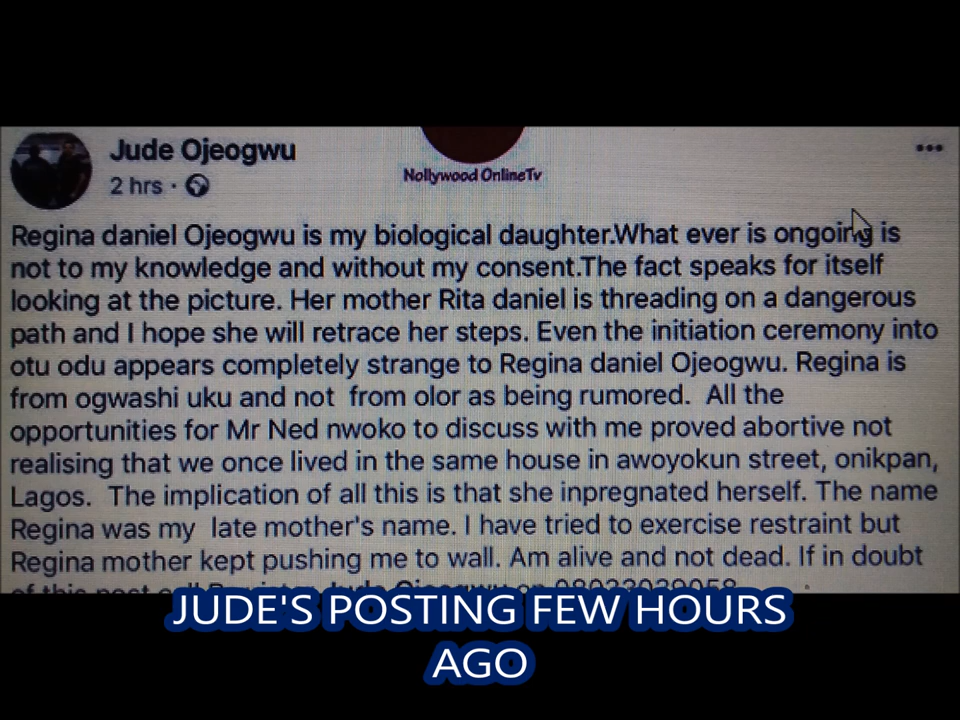 Jude Ojeogwu
2 hrs ·
Nollywood OnlineTv
Regina daniel Ojeogwu is my biological daughter.What ever is ongoing is
not to my knowledge and without my consent.The fact speaks for itself
looking at the picture. Her mother Rita daniel is threading on a dangerous
path and I hope she will retrace her steps. Even the initiation ceremony into
otu odu appears completely strange to Regina daniel Ojeogwu. Regina is
from ogwashi uku and not from olor as being rumored. All the
opportunities for Mr Ned nwoko to discuss with me proved abortive not
realising that we once lived in the same house in awoyokun street, onikpan,
Lagos. The implication of all this is that she inpregnated herself. The name
Regina was my late mother's name. I have tried to exercise restraint but
Regina mother kept pushing me to wall. Am alive and not dead. If in doubt
of this post Jude Ojeogwu on
JUDE'S POSTING FEW HOURS
AGO